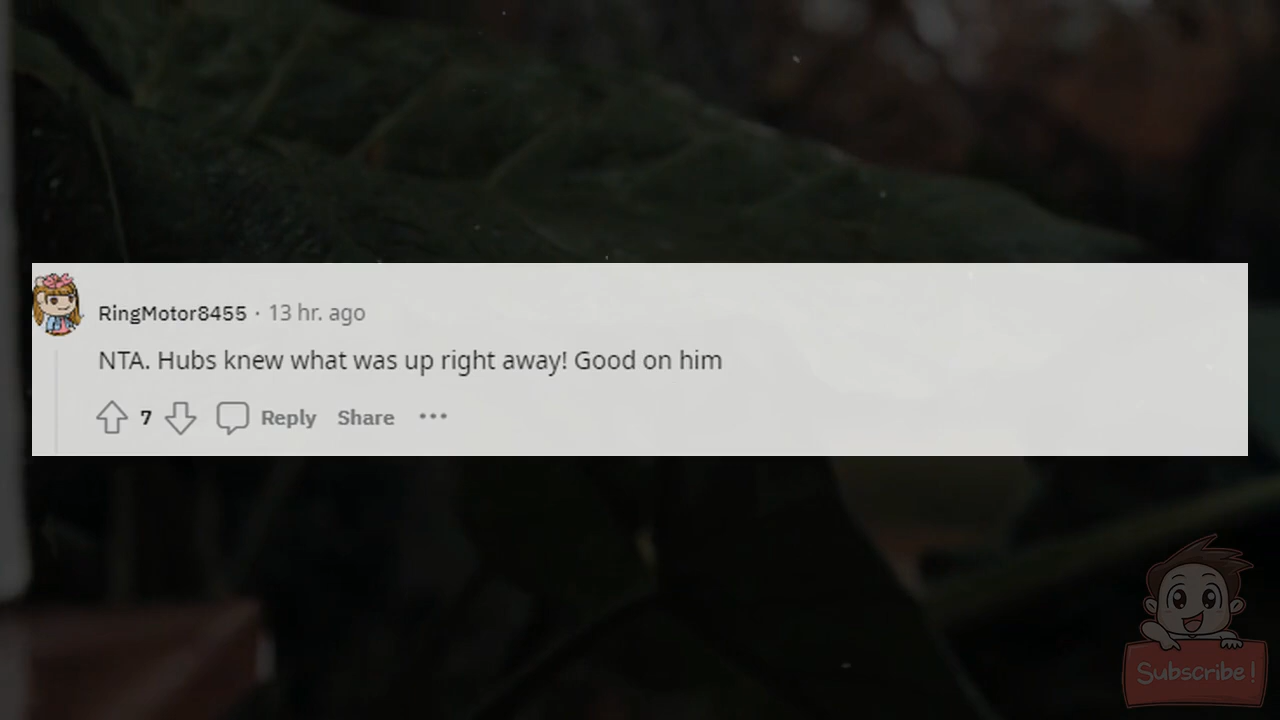 RingMotor8455 · 13 hr. ago
NTA. Hubs knew what was up right away! Good on him
7 Reply Share ...
Subscribe!